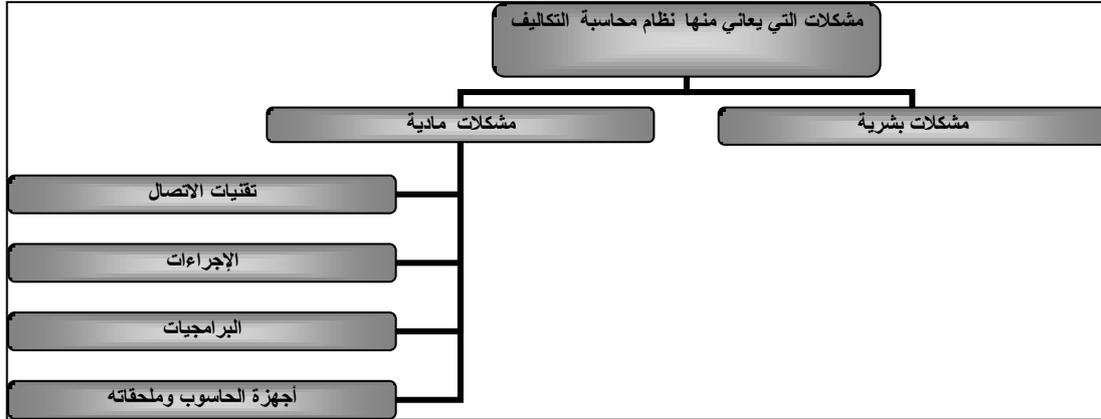 مشكلات التي يعاني منها نظام محاسبة التكاليف
مشكلات بشرية
مشكلات مادية
تقنيات الاتصال
الإجراءات
البرامجيات
أجهزة الحاسوب وملحقاته